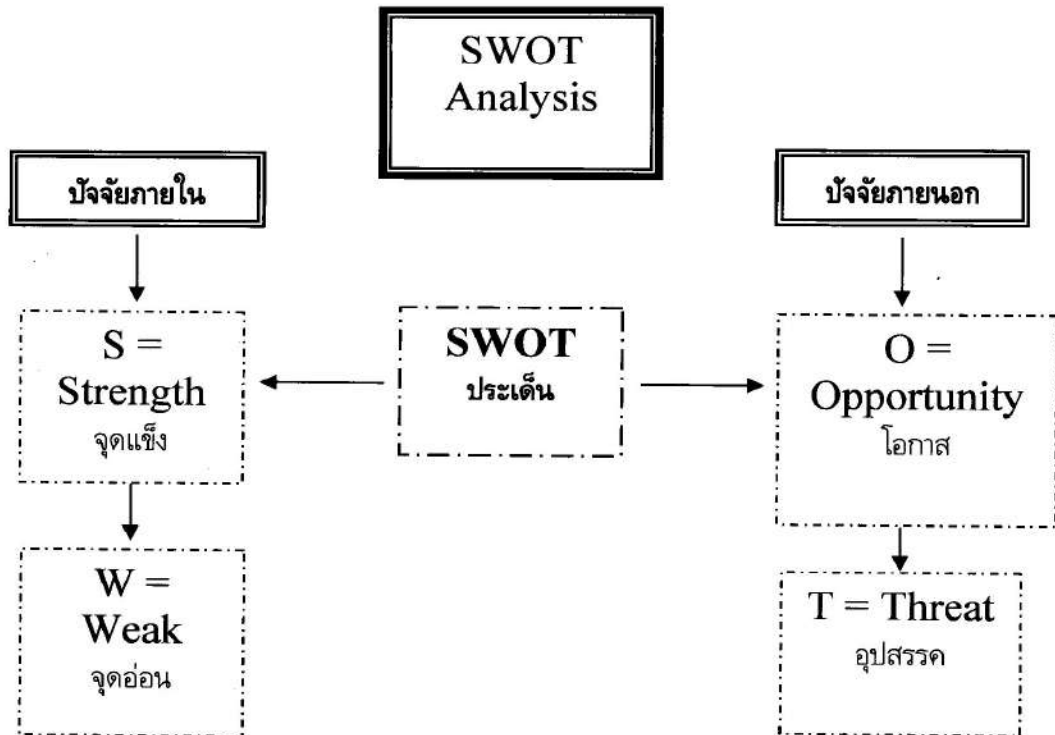 SWOT
Analysis
ปัจจัยภายใน
ปัจจัยภายนอก
S =
Strength
จุดแข็ง
SWOT
ประเด็น
O =
Opportunity
โอกาส
W =
Weak
จุดอ่อน
T = Threat
อุปสรรค